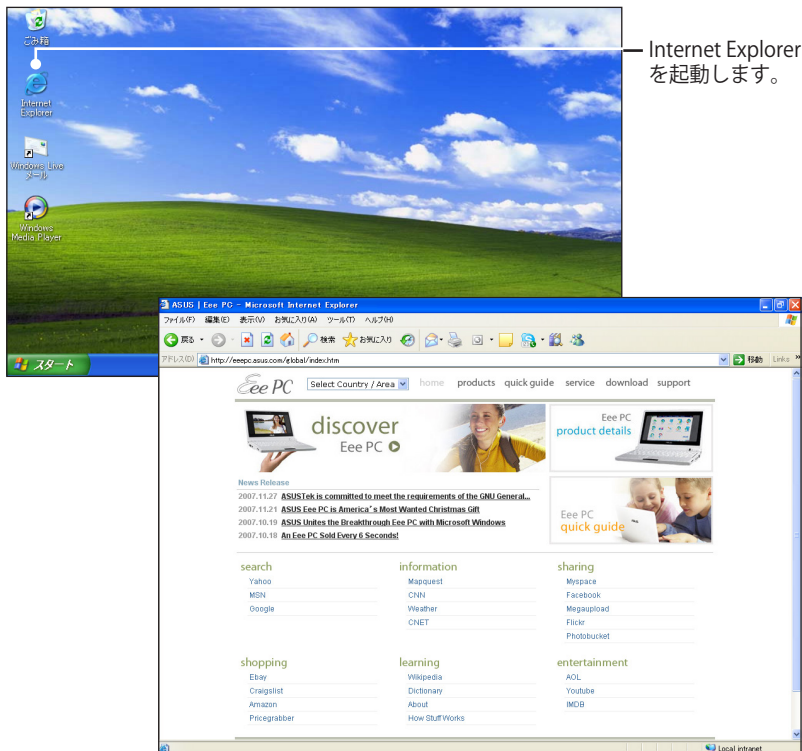 ごみ箱
Internet
Explorer
Windows Live
メール
Windows
Media Player
スタート
Internet Explorer
を起動します。
ASUS | Eee PC - Microsoft Internet Explorer
ファイル(F) 編集(E) 表示(V) お気に入り(A) ツール(T) ヘルプ(H)
戻る 検索 お気に入り
アドレス(D) http://eeepc.asus.com/global/index.htm 移動 Links »
Eee PC Select Country / Area home products quick guide service download support
discover
Eee PC
Eee PC
product details
News Release
2007.11.27 ASUSTek is committed to meet the requirements of the GNU General...
2007.11.21 ASUS Eee PC is America's Most Wanted Christmas Gift
2007.10.19 ASUS Unites the Breakthrough Eee PC with Microsoft Windows
2007.10.18 An Eee PC Sold Every 6 Seconds!
Eee PC
quick guide
search information sharing
Yahoo Mapquest Myspace
MSN CNN Facebook
Google Weather Megaupload
CNET Flickr
Photobucket
shopping learning entertainment
Ebay Wikipedia AOL
Craigslist Dictionary Youtube
Amazon About IMDB
Pricegrabber How Stuff Works
Local intranet